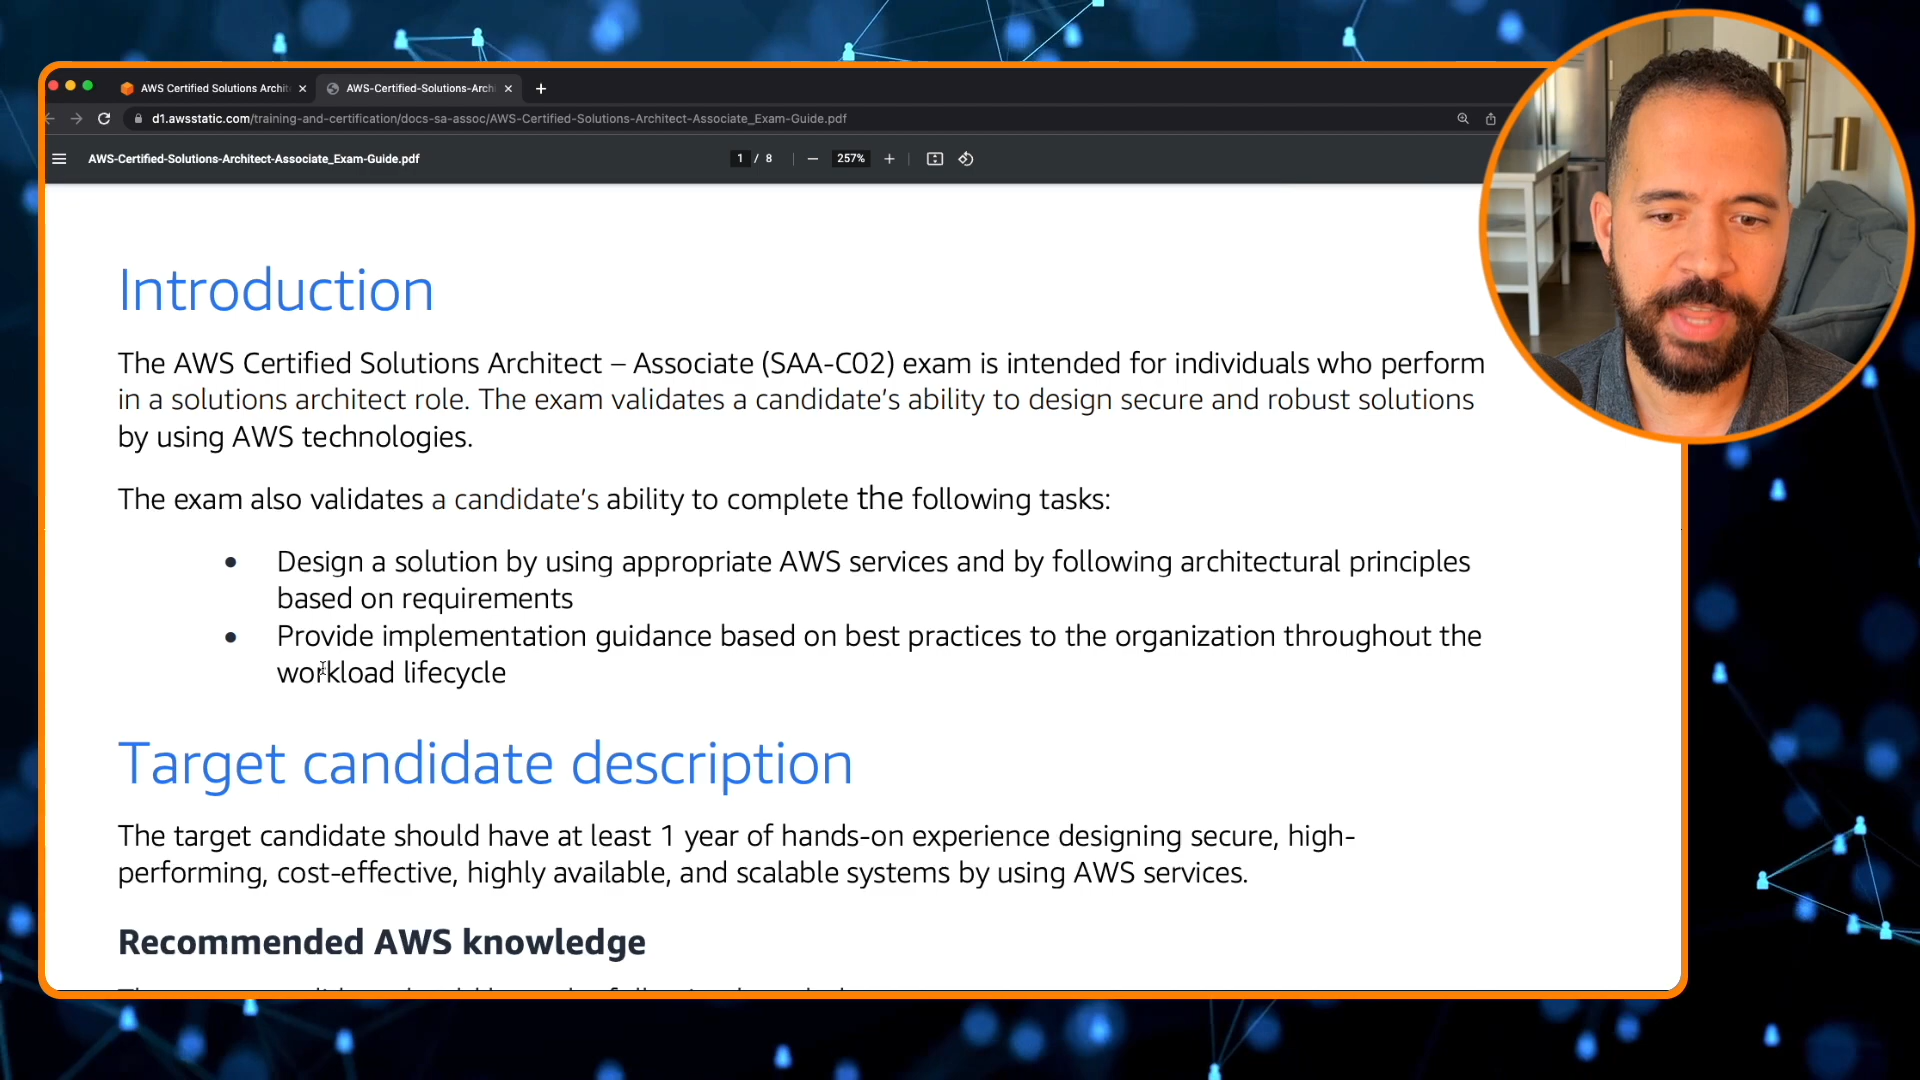 AWS Certified Solutions Archit
AWS-Certified-Solutions-Archi
d1.awsstatic.com/training-and-certification/docs-sa-assoc/AWS-Certified-Solutions-Architect-Associate_Exam-Guide.pdf
AWS-Certified-Solutions-Architect-Associate_Exam-Guide.pdf
1 / 8
257%
Introduction
The AWS Certified Solutions Architect – Associate (SAA-C02) exam is intended for individuals who perform
in a solutions architect role. The exam validates a candidate’s ability to design secure and robust solutions
by using AWS technologies.
The exam also validates a candidate’s ability to complete the following tasks:
• Design a solution by using appropriate AWS services and by following architectural principles
based on requirements
• Provide implementation guidance based on best practices to the organization throughout the
workload lifecycle
Target candidate description
The target candidate should have at least 1 year of hands-on experience designing secure, high-
performing, cost-effective, highly available, and scalable systems by using AWS services.
Recommended AWS knowledge